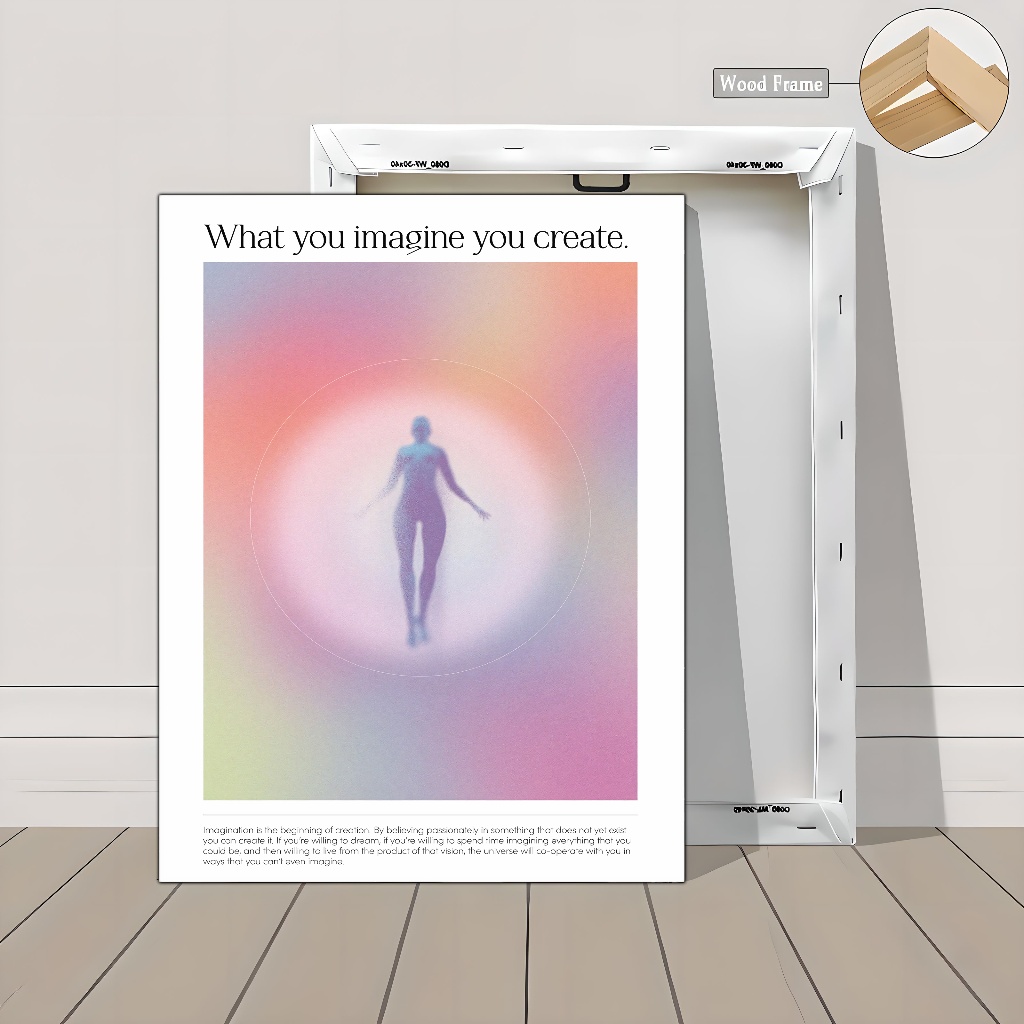 Wood Frame
What you imagine you create.
Imagination is the beginning of creation. By believing passionately in something that does not yet exist
you can create it. If you're willing to dream, if you're willing to spend time imagining everything that you
could be, and then willing to live from the product of that vision, the universe will co-operate with you in
ways that you can't even imagine.